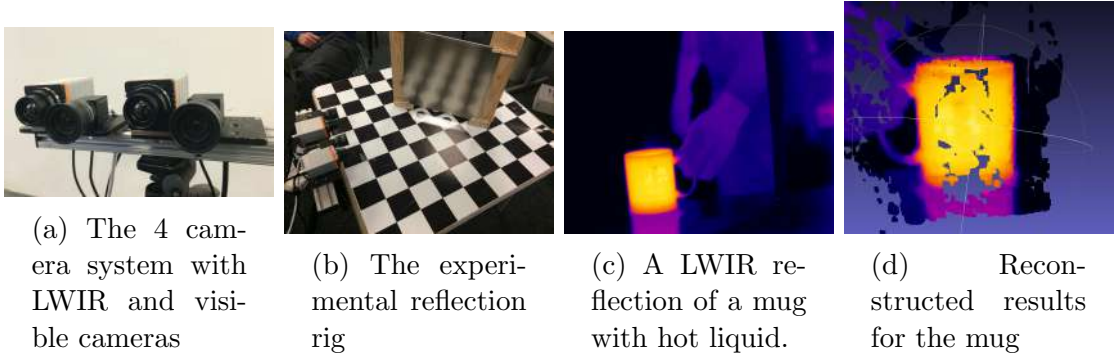 (a) The 4 cam-
era system with
LWIR and visi-
ble cameras
(b) The experi-
mental reflection
rig
(c) A LWIR re-
flection of a mug
with hot liquid.
(d) Recon-
structed results
for the mug